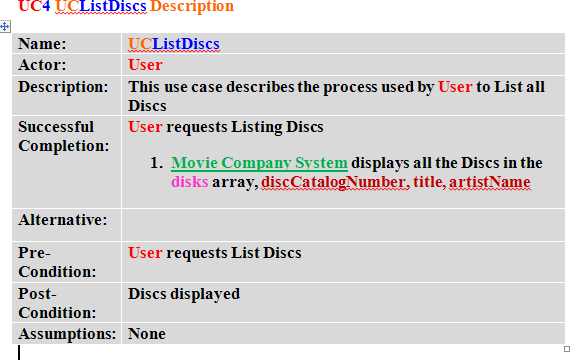 UC4 UCListDiscs Description
Name: UCListDiscs
Actor: User
Description: This use case describes the process used by User to List all
Discs
Successful User requests Listing Discs
Completion:
1. Movie Company System displays all the Discs in the
disks array, discCatalogNumber, title, artistName
Alternative:
Pre- User requests List Discs
Condition:
Post- Discs displayed
Condition:
Assumptions: None